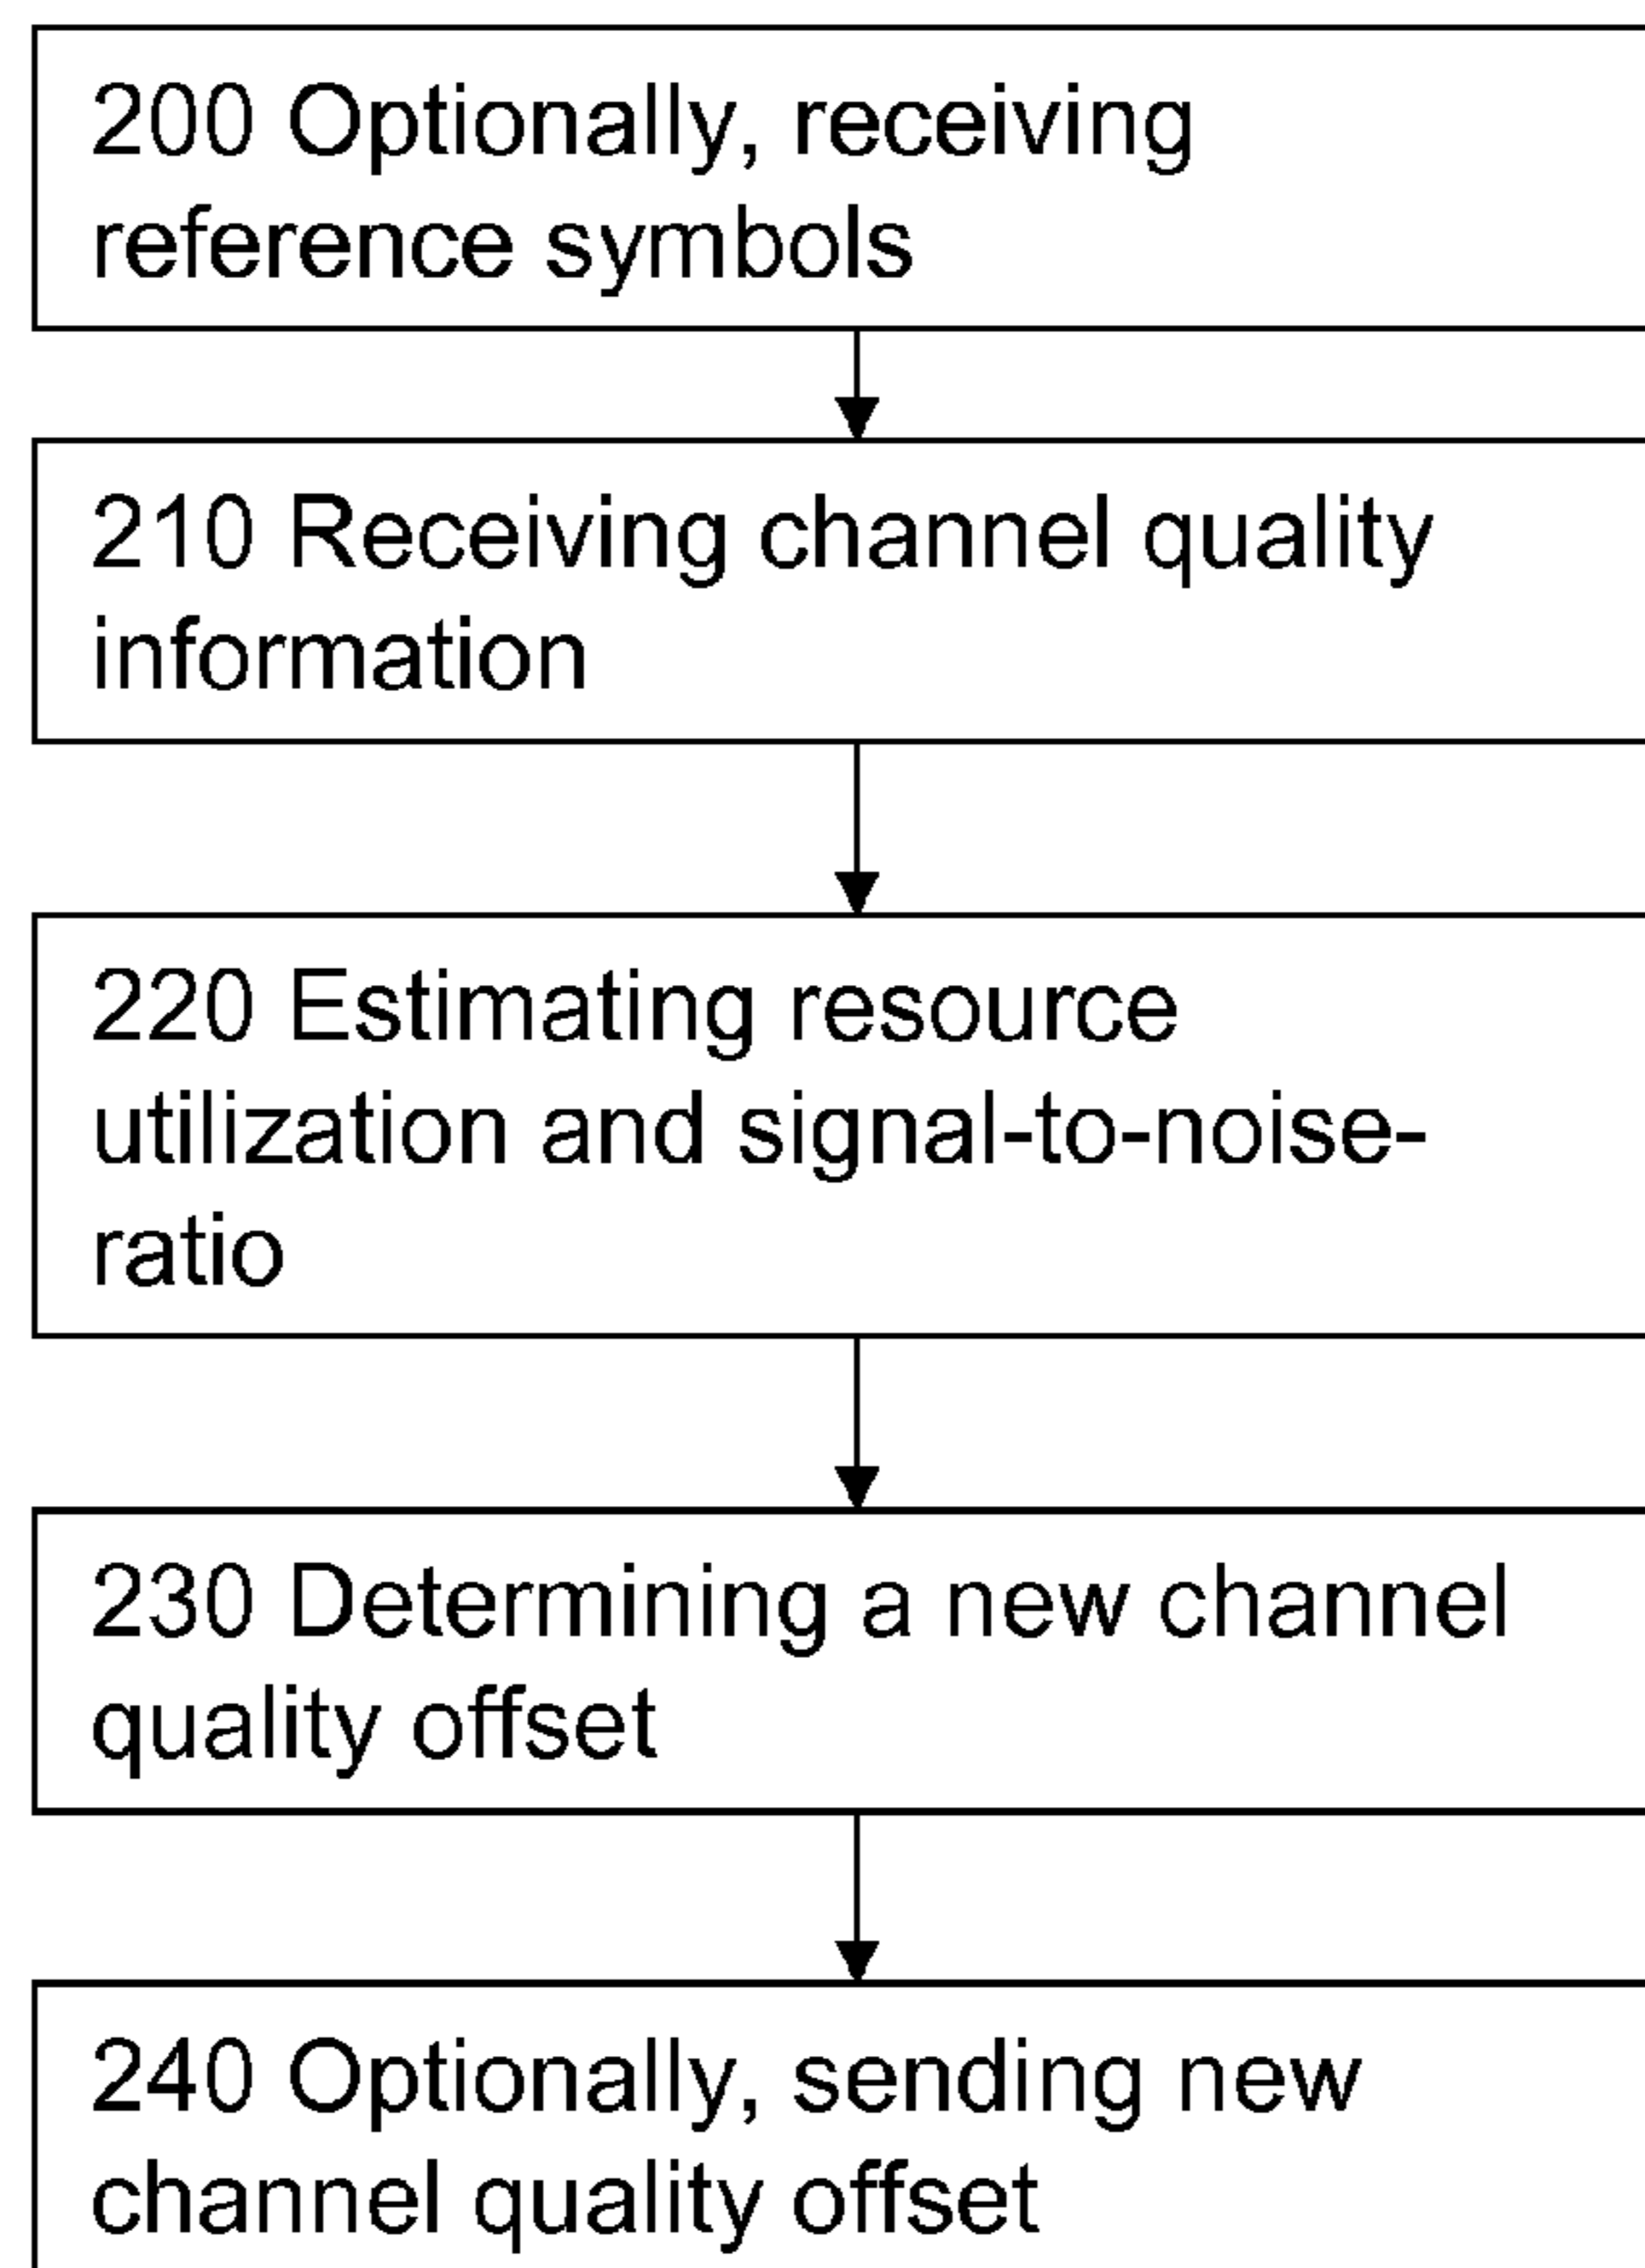 200 Optionally, receiving
reference symbols
210 Receiving channel quality
information
220 Estimating resource
utilization and signal-to-noise-
ratio
230 Determining a new channel
quality offset
240 Optionally, sending new
channel quality offset